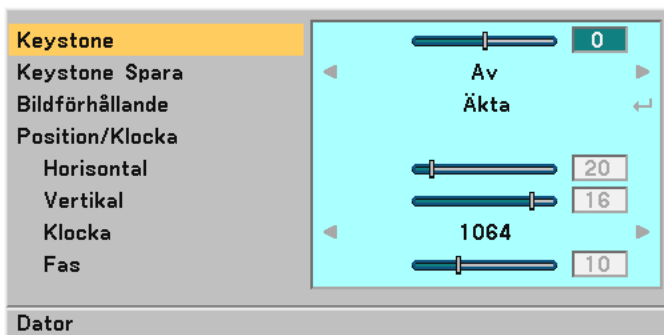 Keystone 0
Keystone Spara Av
Bildförhållande Äkta
Position/Klocka
Horisontal 20
Vertikal 16
Klocka 1064
Fas 10
Dator